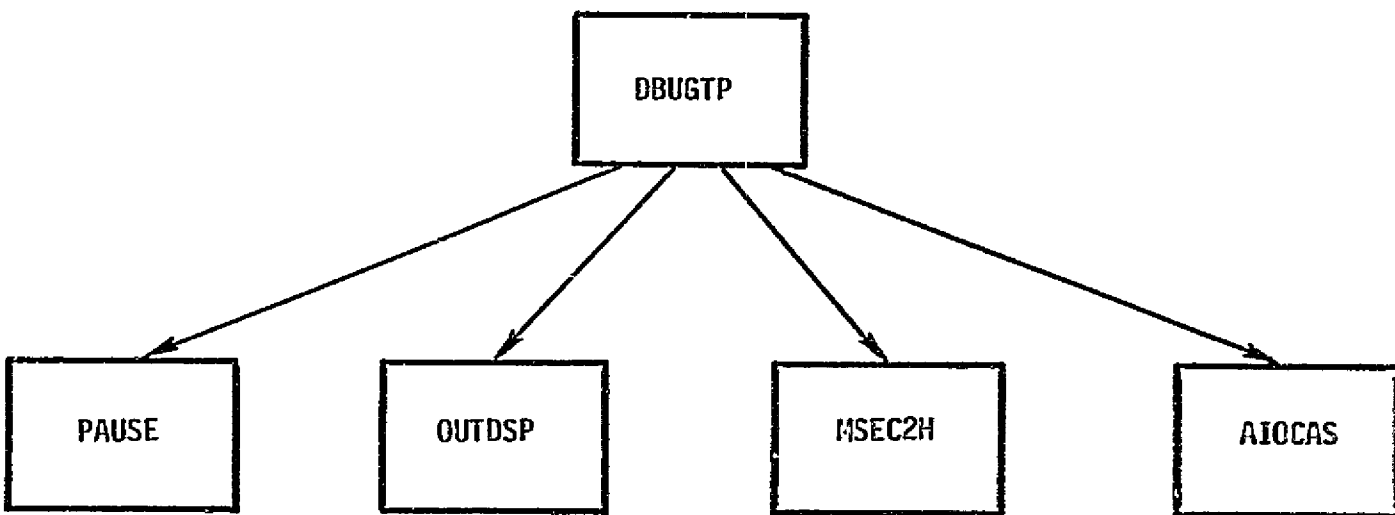 DBUGTP
PAUSE
OUTDSP
MSEC2H
AIOCAS